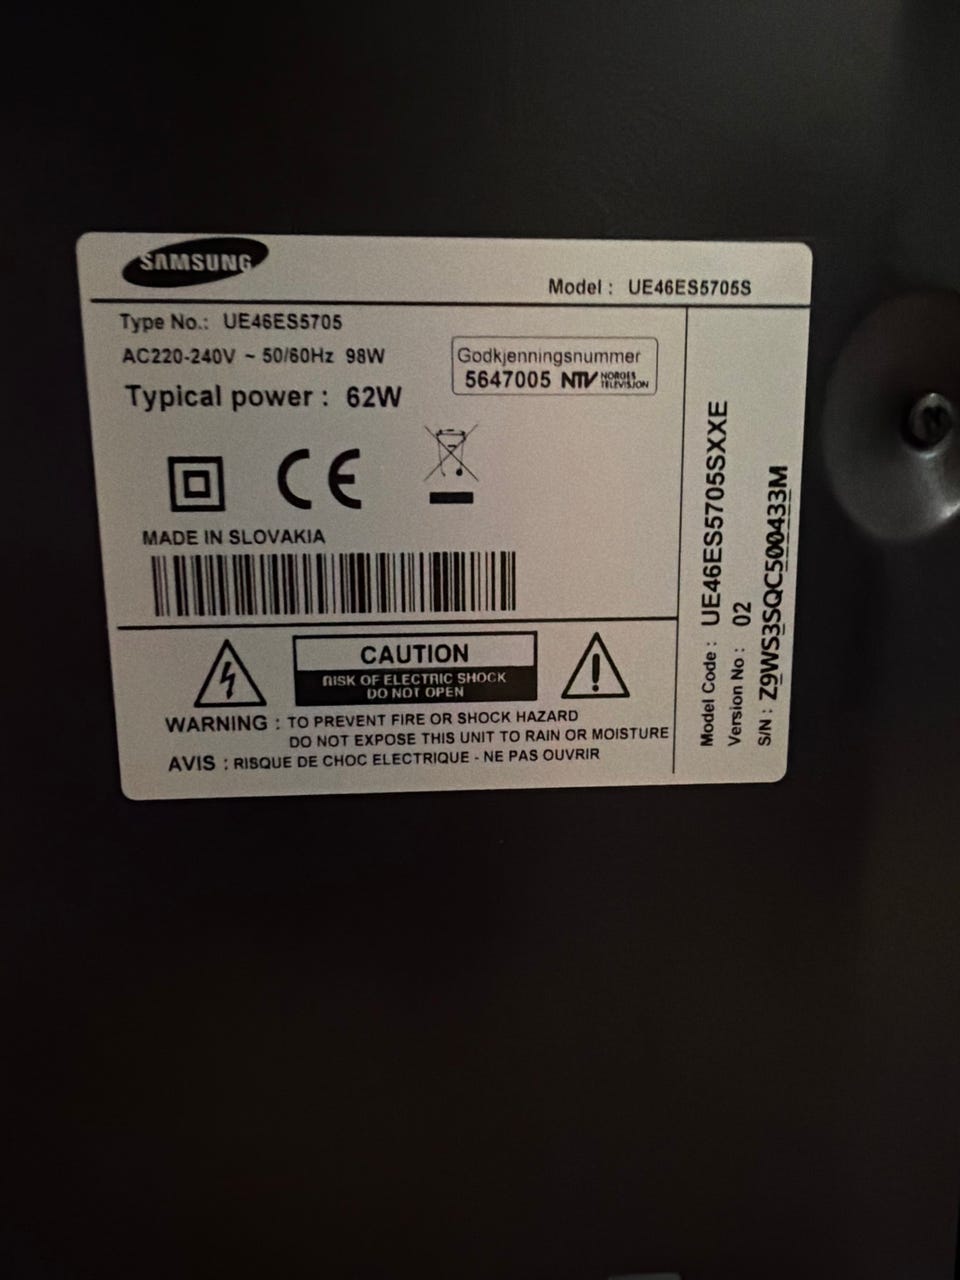 SAMSUNG
Model : UE46ES5705S
Type No.: UE46ES5705
AC220-240V ~ 50/60Hz 98W
Typical power : 62W
Godkjenningsnummer
5647005 NTV NORGES TELEVISJON
CE
MADE IN SLOVAKIA
CAUTION
RISK OF ELECTRIC SHOCK
DO NOT OPEN
WARNING : TO PREVENT FIRE OR SHOCK HAZARD
DO NOT EXPOSE THIS UNIT TO RAIN OR MOISTURE
AVIS : RISQUE DE CHOC ELECTRIQUE - NE PAS OUVRIR
Model Code : UE46ES5705SXXE
Version No : 02
S/N : Z9WS3SQC500433M